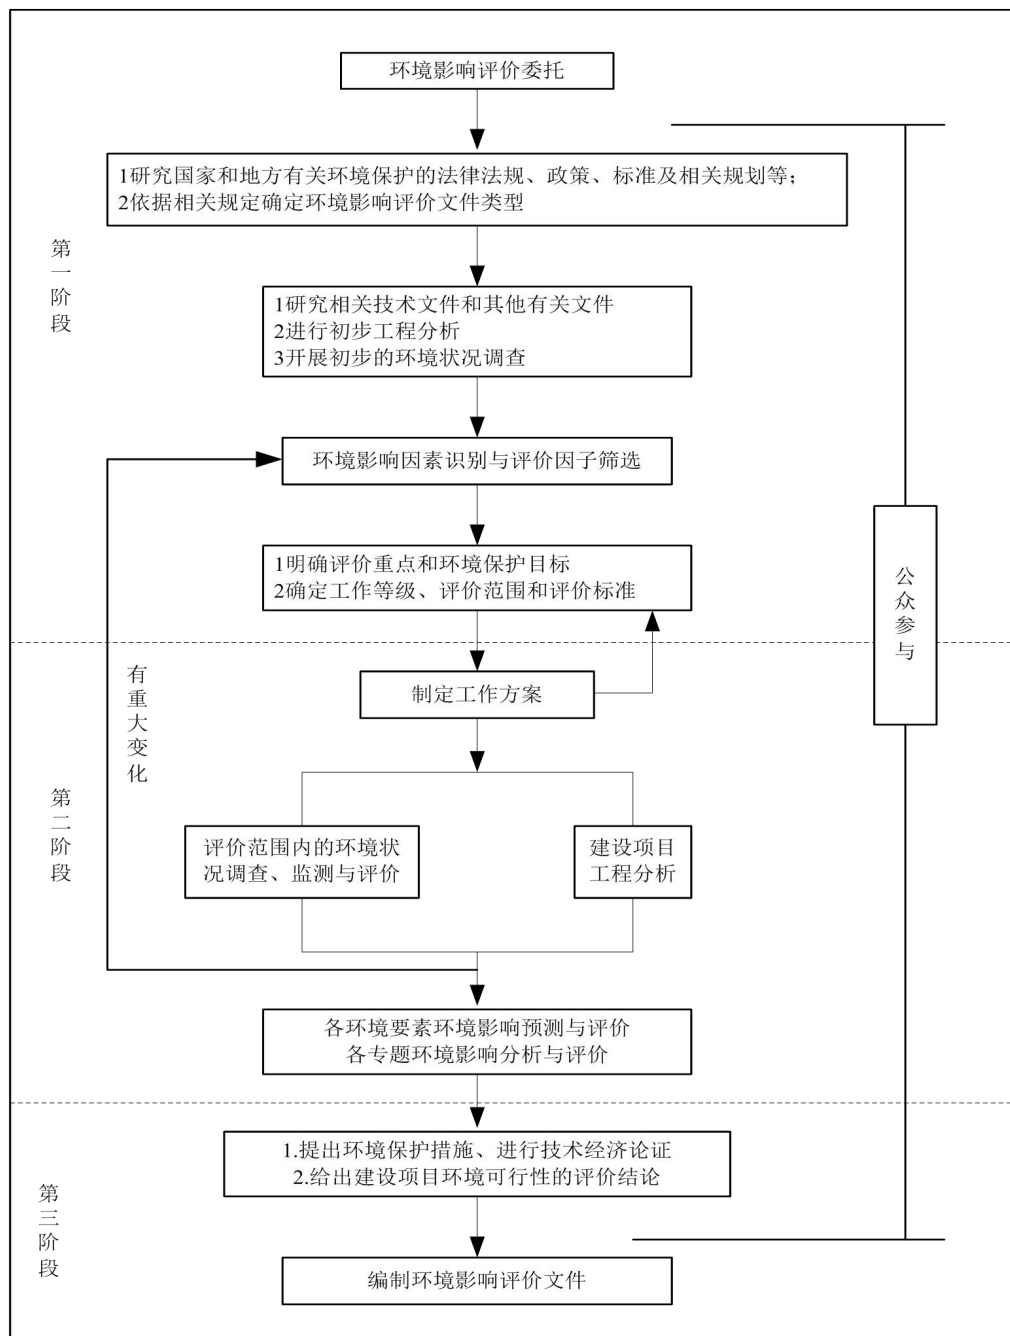 环境影响评价委托
1研究国家和地方有关环境保护的法律法规、政策、标准及相关规划等；
2依据相关规定确定环境影响评价文件类型
第一阶段
1研究相关技术文件和其他有关文件
2进行初步工程分析
3开展初步的环境状况调查
环境影响因素识别与评价因子筛选
1明确评价重点和环境保护目标
2确定工作等级、评价范围和评价标准
公众参与
有重大变化
制定工作方案
第二阶段
评价范围内的环境状
况调查、监测与评价
建设项目
工程分析
各环境要素环境影响预测与评价
各专题环境影响分析与评价
1.提出环境保护措施、进行技术经济论证
2.给出建设项目环境可行性的评价结论
第三阶段
编制环境影响评价文件